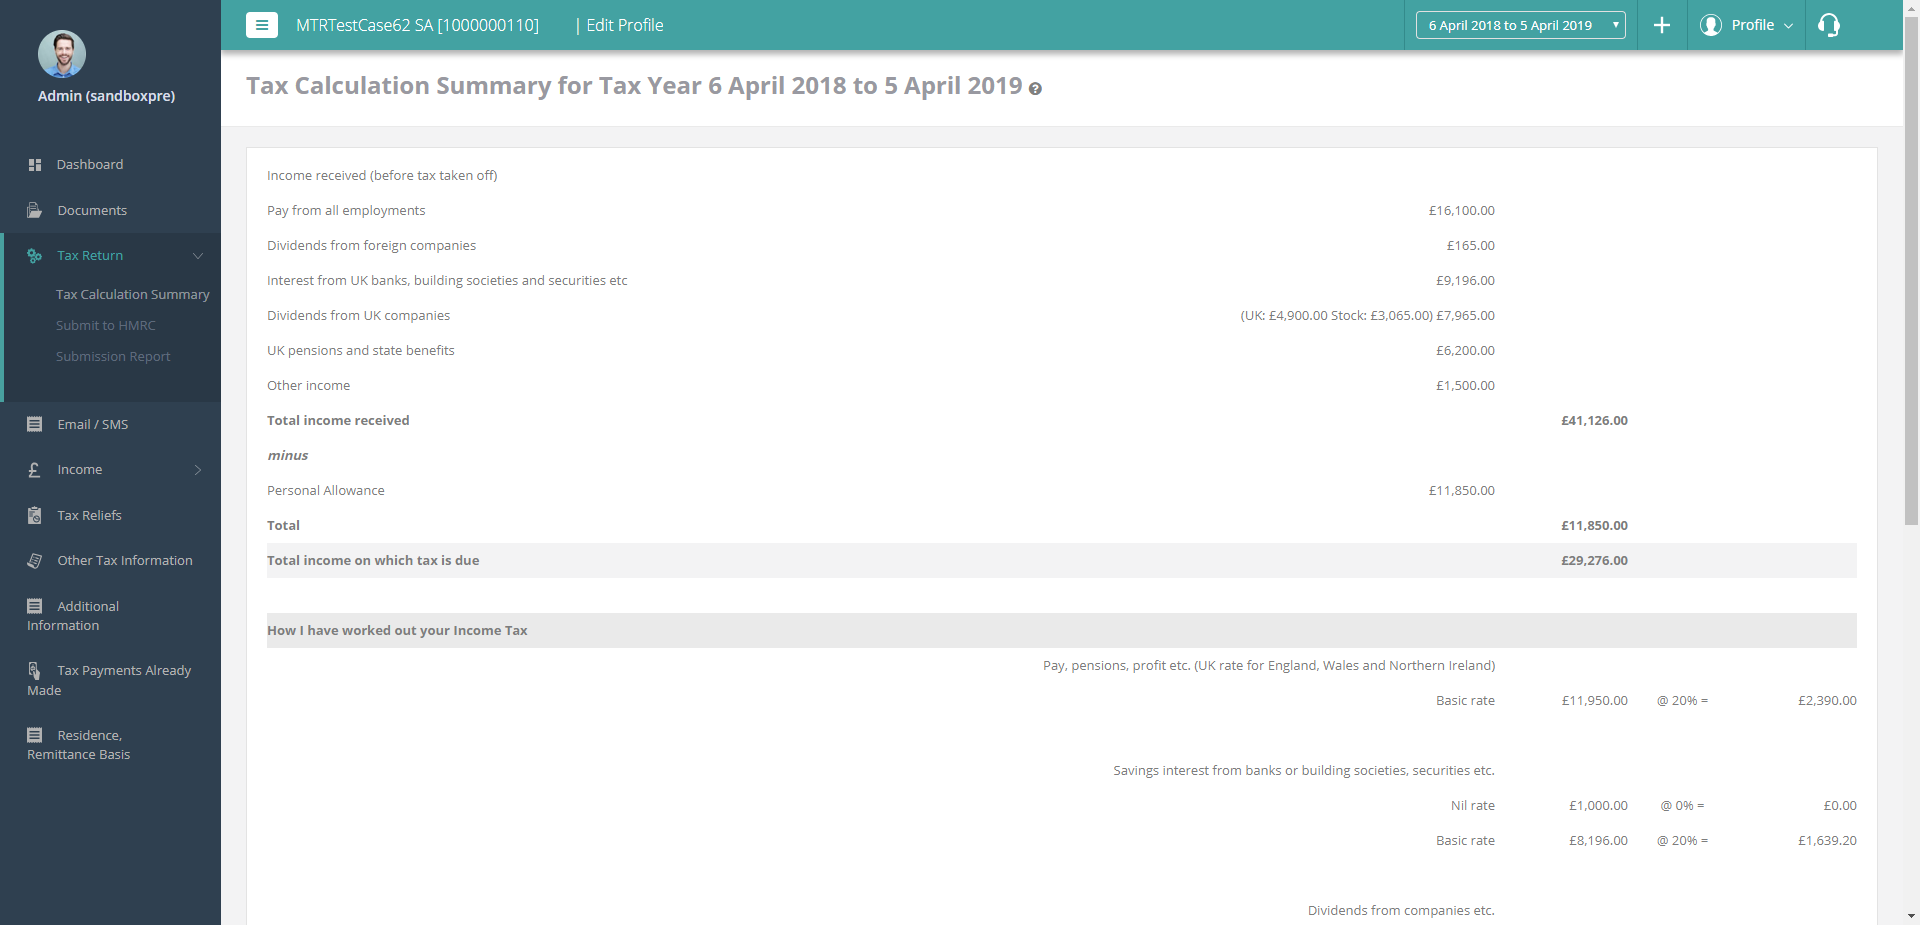 MTRTestCase62 SA [1000000110] | Edit Profile
6 April 2018 to 5 April 2019
Profile
Admin (sandboxpre)
Dashboard
Documents
Tax Return
Tax Calculation Summary
Submit to HMRC
Submission Report
Email / SMS
Income
Tax Reliefs
Other Tax Information
Additional
Information
Tax Payments Already
Made
Residence,
Remittance Basis
Tax Calculation Summary for Tax Year 6 April 2018 to 5 April 2019
Income received (before tax taken off)
Pay from all employments £16,100.00
Dividends from foreign companies £165.00
Interest from UK banks, building societies and securities etc £9,196.00
Dividends from UK companies (UK: £4,900.00 Stock: £3,065.00) £7,965.00
UK pensions and state benefits £6,200.00
Other income £1,500.00
Total income received £41,126.00
minus
Personal Allowance £11,850.00
Total £11,850.00
Total income on which tax is due £29,276.00
How I have worked out your Income Tax
Pay, pensions, profit etc. (UK rate for England, Wales and Northern Ireland)
Basic rate £11,950.00 @ 20% = £2,390.00
Savings interest from banks or building societies, securities etc.
Nil rate £1,000.00 @ 0% = £0.00
Basic rate £8,196.00 @ 20% = £1,639.20
Dividends from companies etc.